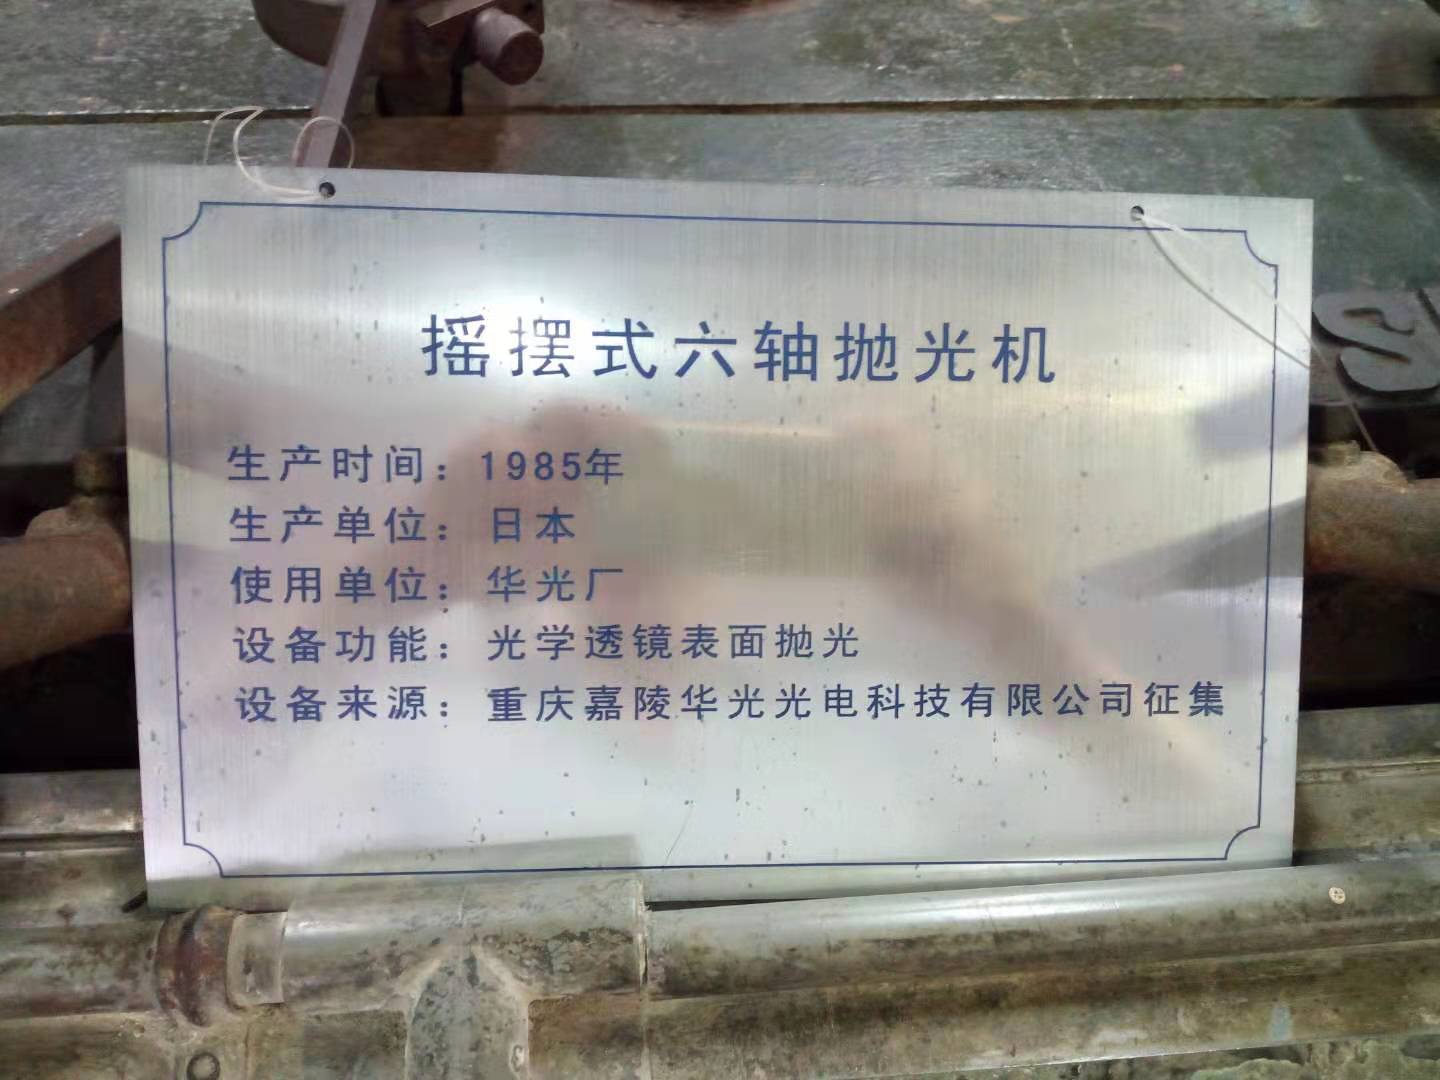 摇摆式六轴抛光机
生产时间：1985年
生产单位：日本
使用单位：华光厂
设备功能：光学透镜表面抛光
设备来源：重庆嘉陵华光光电科技有限公司征集
S